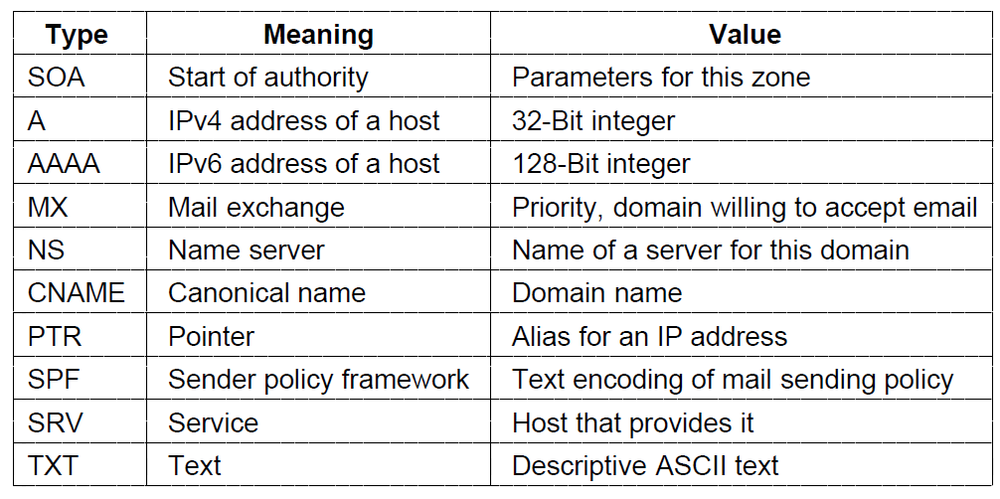 Type Meaning Value
SOA Start of authority Parameters for this zone
A IPv4 address of a host 32-Bit integer
AAAA IPv6 address of a host 128-Bit integer
MX Mail exchange Priority, domain willing to accept email
NS Name server Name of a server for this domain
CNAME Canonical name Domain name
PTR Pointer Alias for an IP address
SPF Sender policy framework Text encoding of mail sending policy
SRV Service Host that provides it
TXT Text Descriptive ASCII text